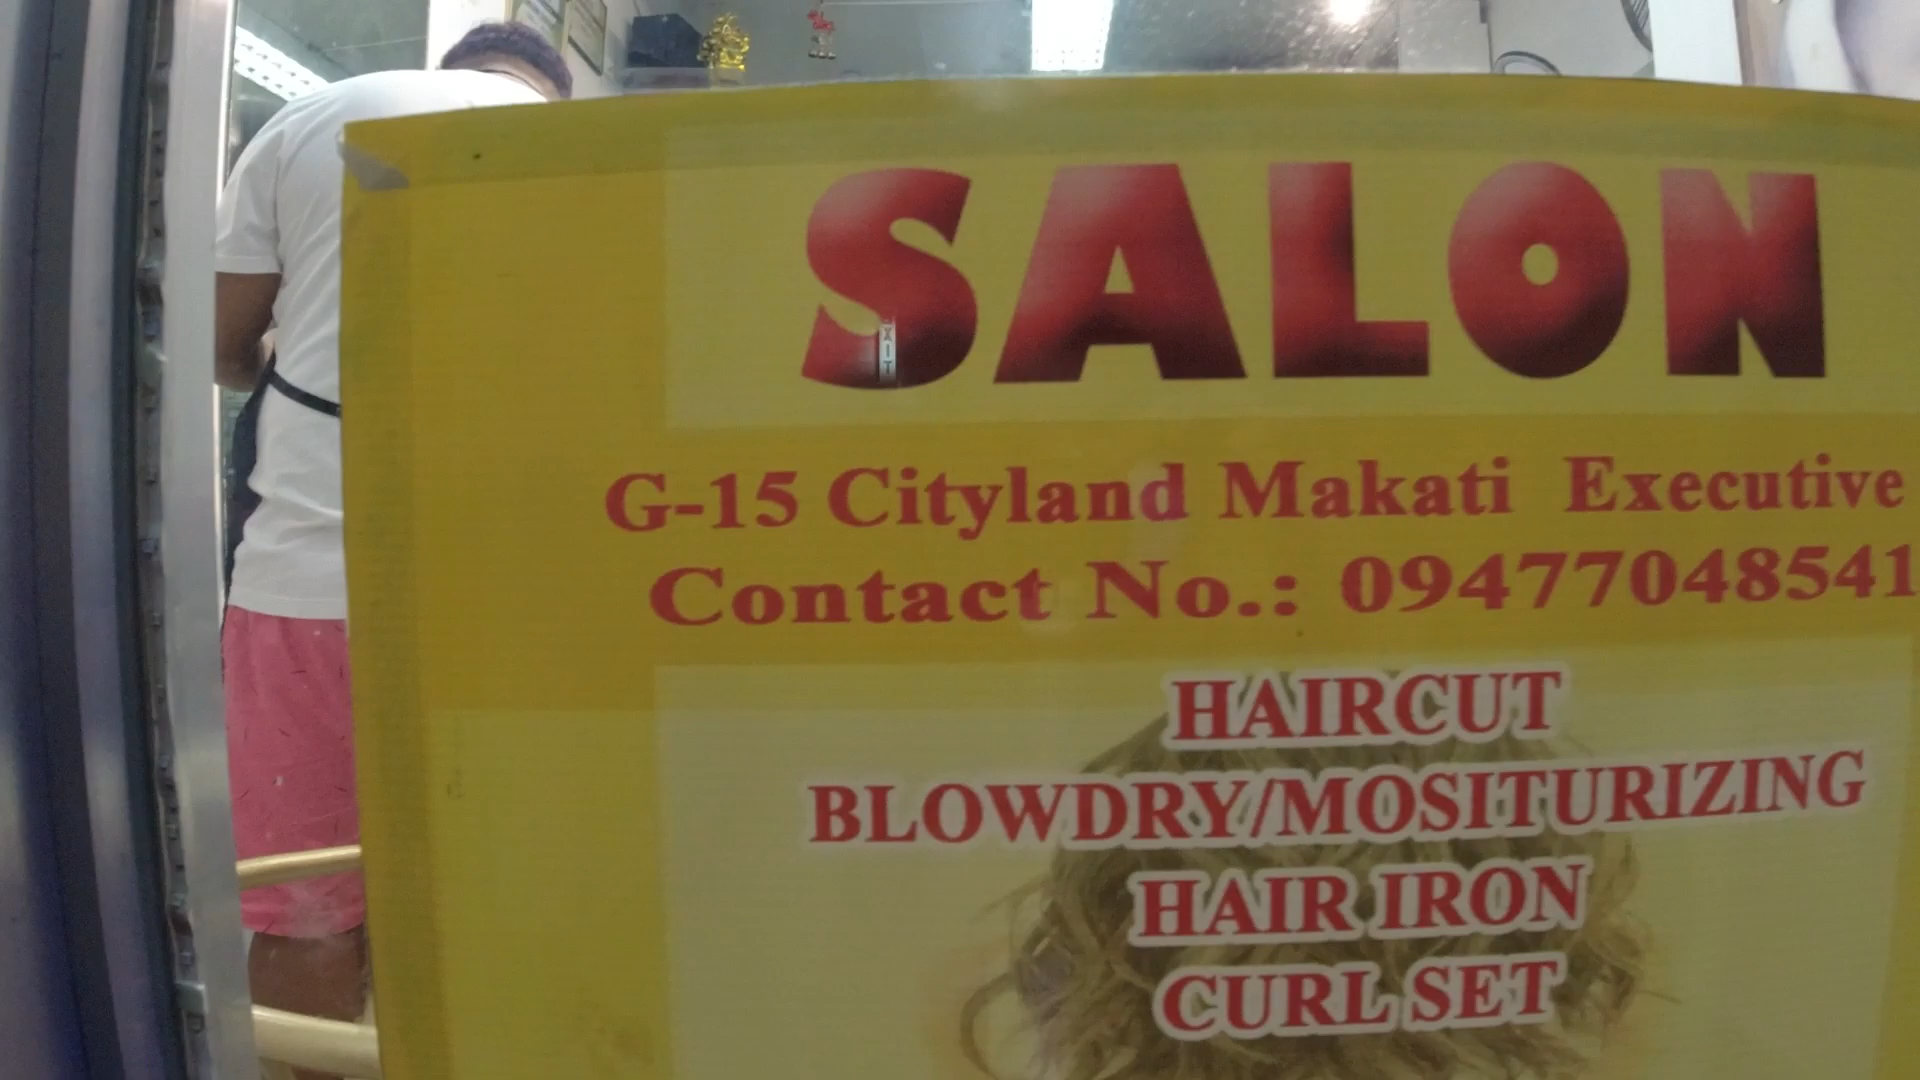 SALON
G-15 Cityland Makati Executive
Contact No.: 09477048541
HAIRCUT
BLOWDRY/MOSITURIZING
HAIR IRON
CURL SET